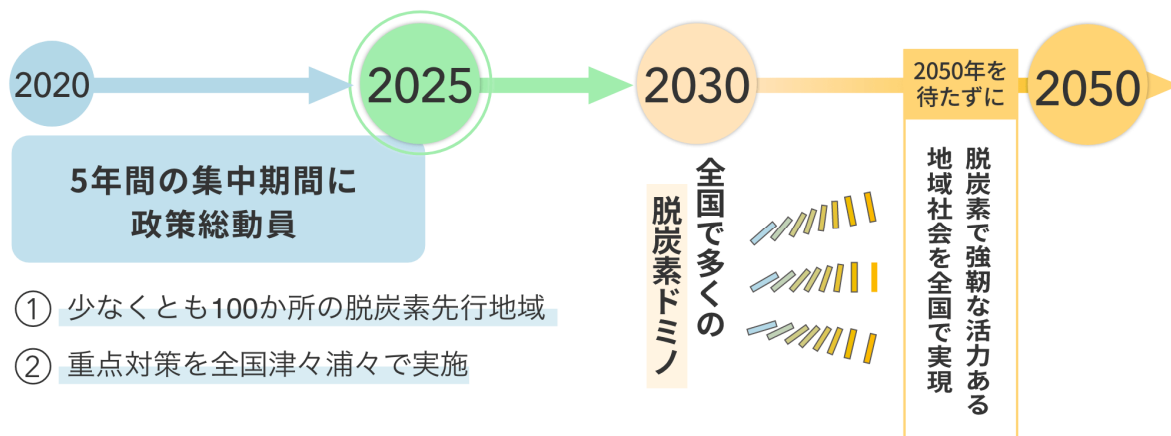 2020
2025
2030
2050年を
待たずに
2050
5年間の集中期間に
政策総動員
① 少なくとも100か所の脱炭素先行地域
② 重点対策を全国津々浦々で実施
全国で多くの
脱炭素ドミノ
脱炭素で強靭な活力ある
地域社会を全国で実現